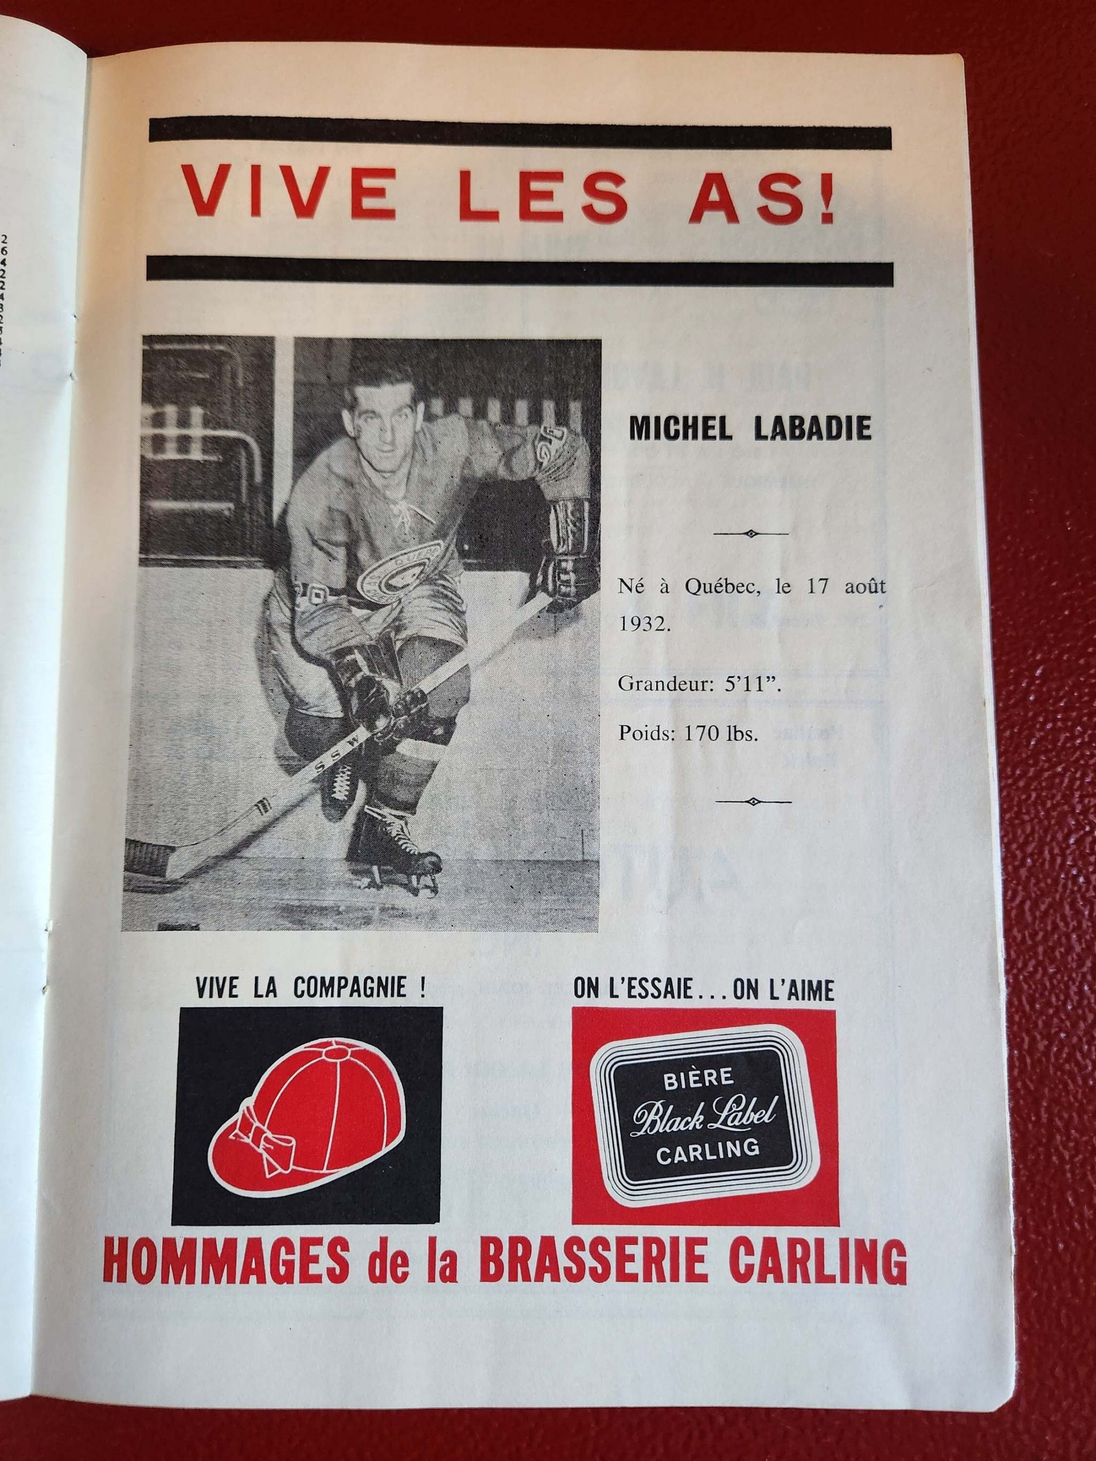 VIVE LES AS!
MICHEL LABADIE
Né à Québec, le 17 août
1932.
Grandeur: 5'11".
Poids: 170 lbs.
SSW
VIVE LA COMPAGNIE !
ON L'ESSAIE...ON L'AIME
BIÈRE
Black Label
CARLING
HOMMAGES de la BRASSERIE CARLING